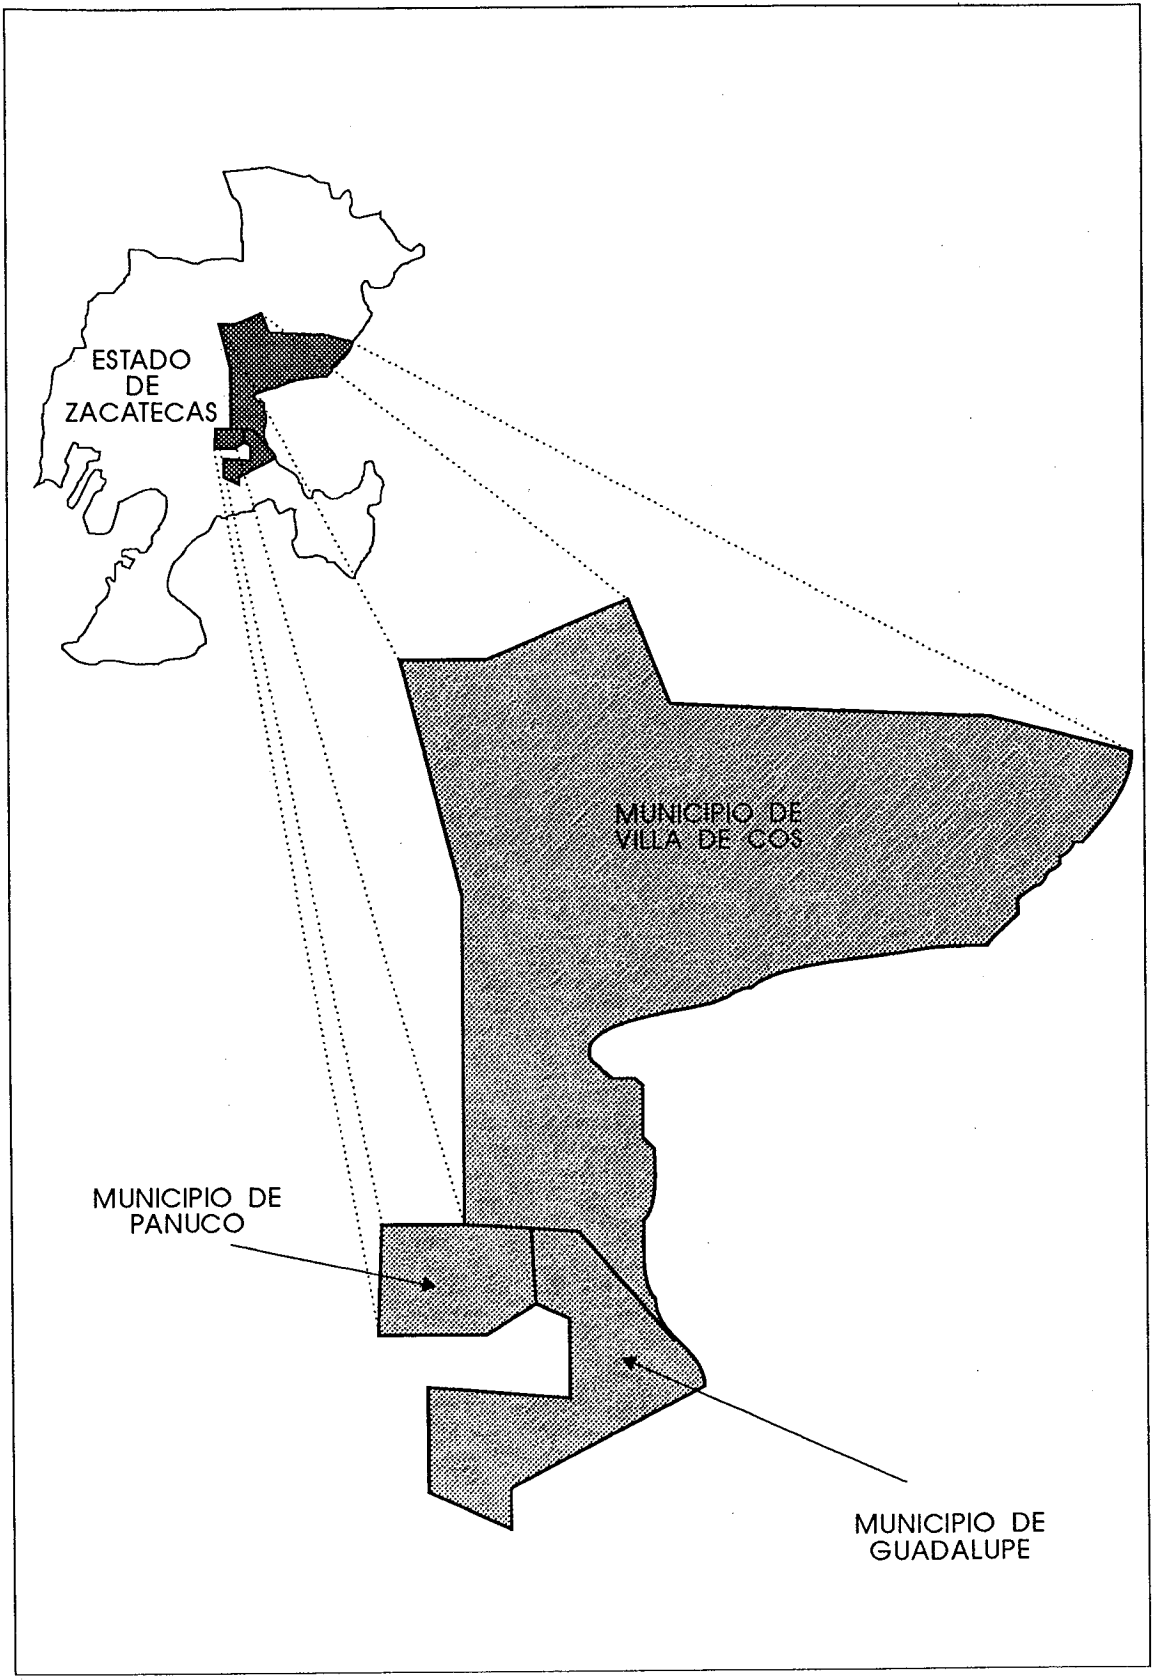 ESTADO
DE
ZACATECAS
MUNICIPIO DE
VILLA DE COS
MUNICIPIO DE
PANUCO
MUNICIPIO DE
GUADALUPE